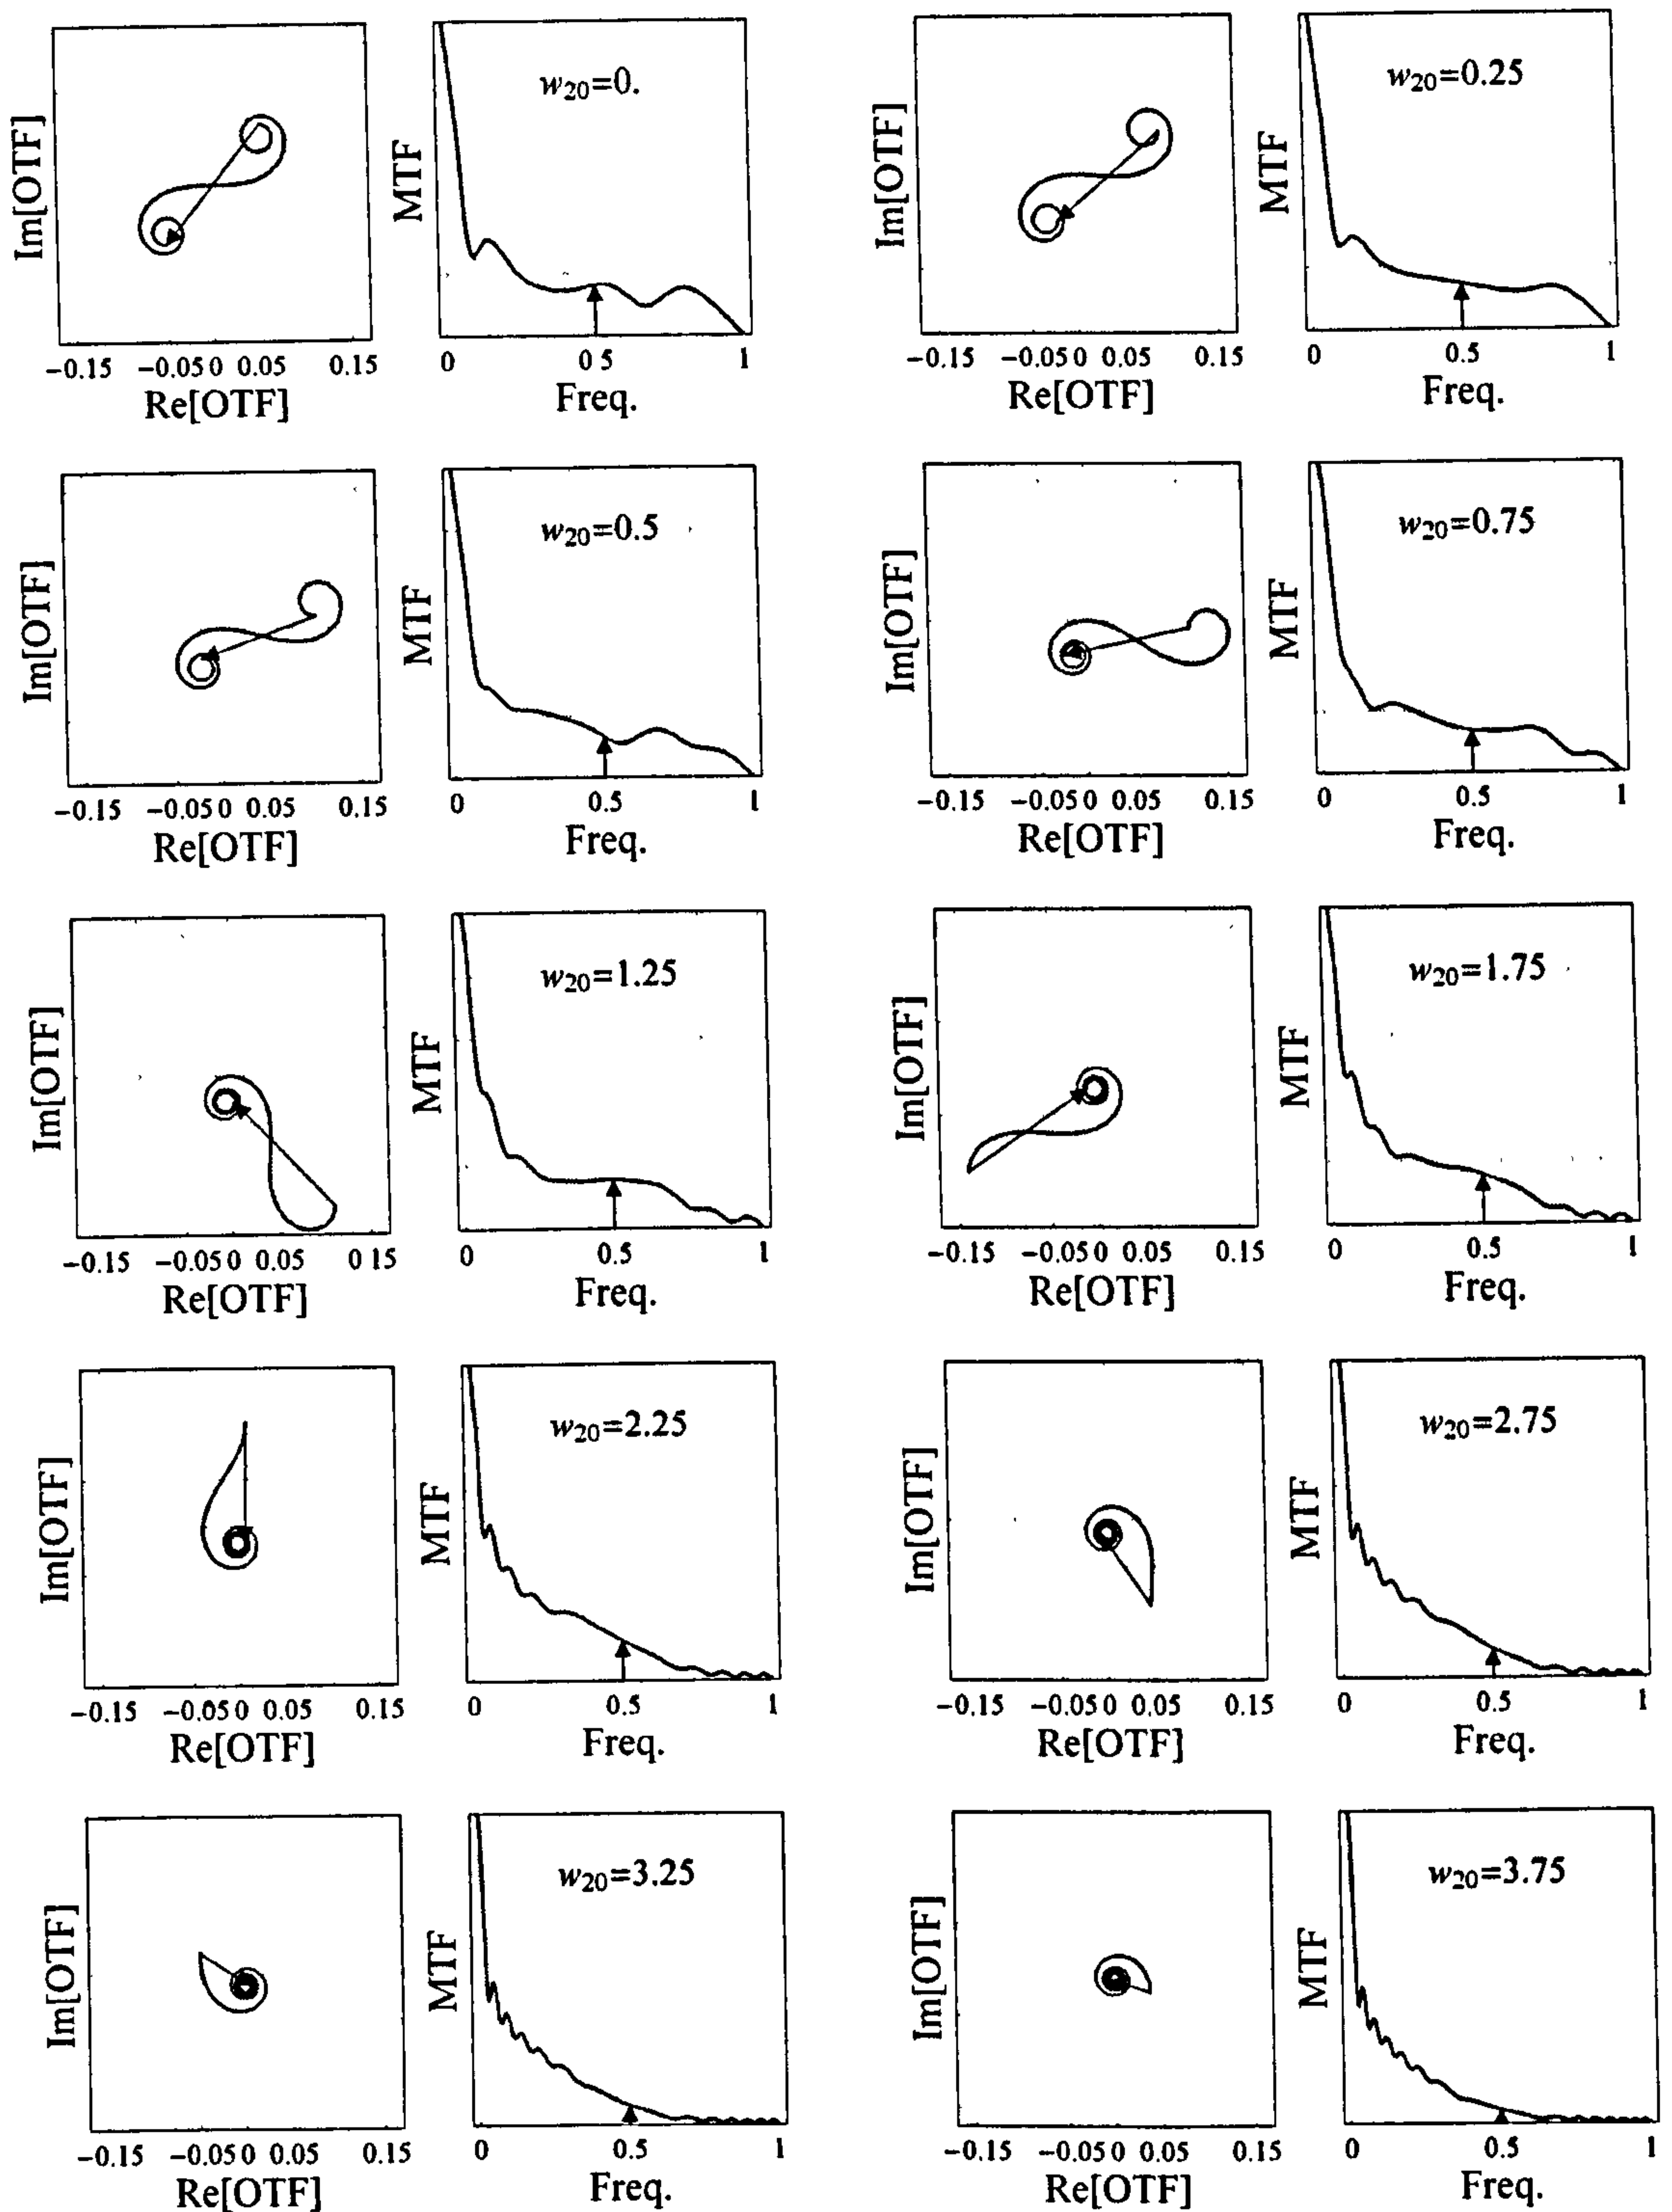 Im[OTF] MTF w20=0. Im[OTF] MTF w20=0.25
−0.15 −0.05 0 0.05 0.15 0 0 5 1 −0.15 −0.05 0 0.05 0.15 0 0.5 1
Re[OTF] Freq. Re[OTF] Freq.
Im[OTF] MTF w20=0.5 Im[OTF] MTF w20=0.75
−0.15 −0.05 0 0.05 0.15 0 0.5 1 −0.15 −0.05 0 0.05 0.15 0 0.5 1
Re[OTF] Freq. Re[OTF] Freq.
Im[OTF] MTF w20=1.25 Im[OTF] MTF w20=1.75
−0.15 −0.05 0 0.05 0 15 0 0.5 1 −0.15 −0.05 0 0.05 0.15 0 0.5 1
Re[OTF] Freq. Re[OTF] Freq.
Im[OTF] MTF w20=2.25 Im[OTF] MTF w20=2.75
−0.15 −0.05 0 0.05 0.15 0 0.5 1 −0.15 −0.05 0 0.05 0.15 0 0.5 1
Re[OTF] Freq. Re[OTF] Freq.
Im[OTF] MTF w20=3.25 Im[OTF] MTF w20=3.75
−0.15 −0.05 0 0.05 0.15 0 0.5 1 −0.15 −0.05 0 0.05 0.15 0 0.5 1
Re[OTF] Freq. Re[OTF] Freq.